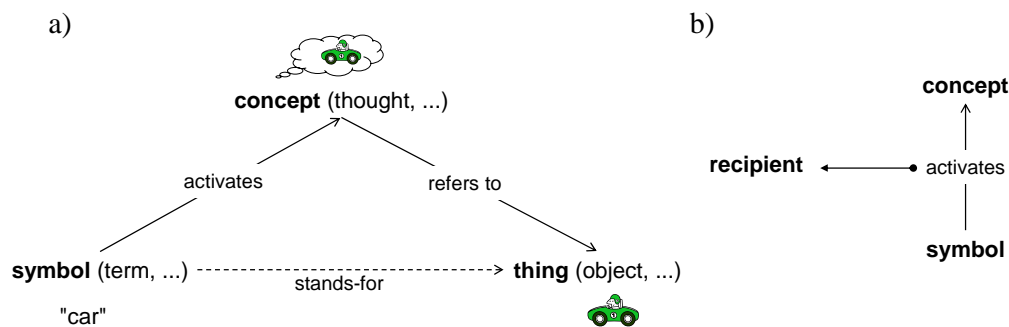 a)
concept (thought, ...)
activates
refers to
symbol (term, ...)
stands-for
thing (object, ...)
"car"
b)
concept
recipient
activates
symbol